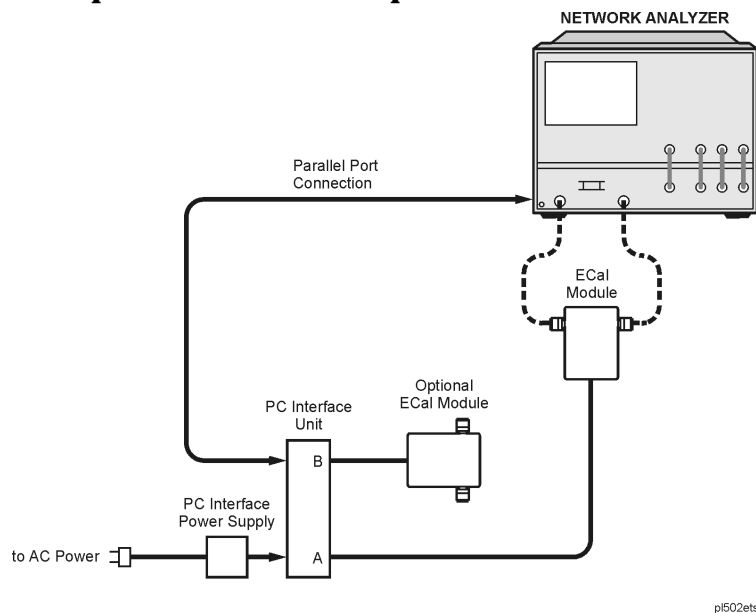 NETWORK ANALYZER
Parallel Port
Connection
ECal
Module
Optional
ECal Module
PC Interface
Unit
B
PC Interface
Power Supply
to AC Power
A
pl502ets